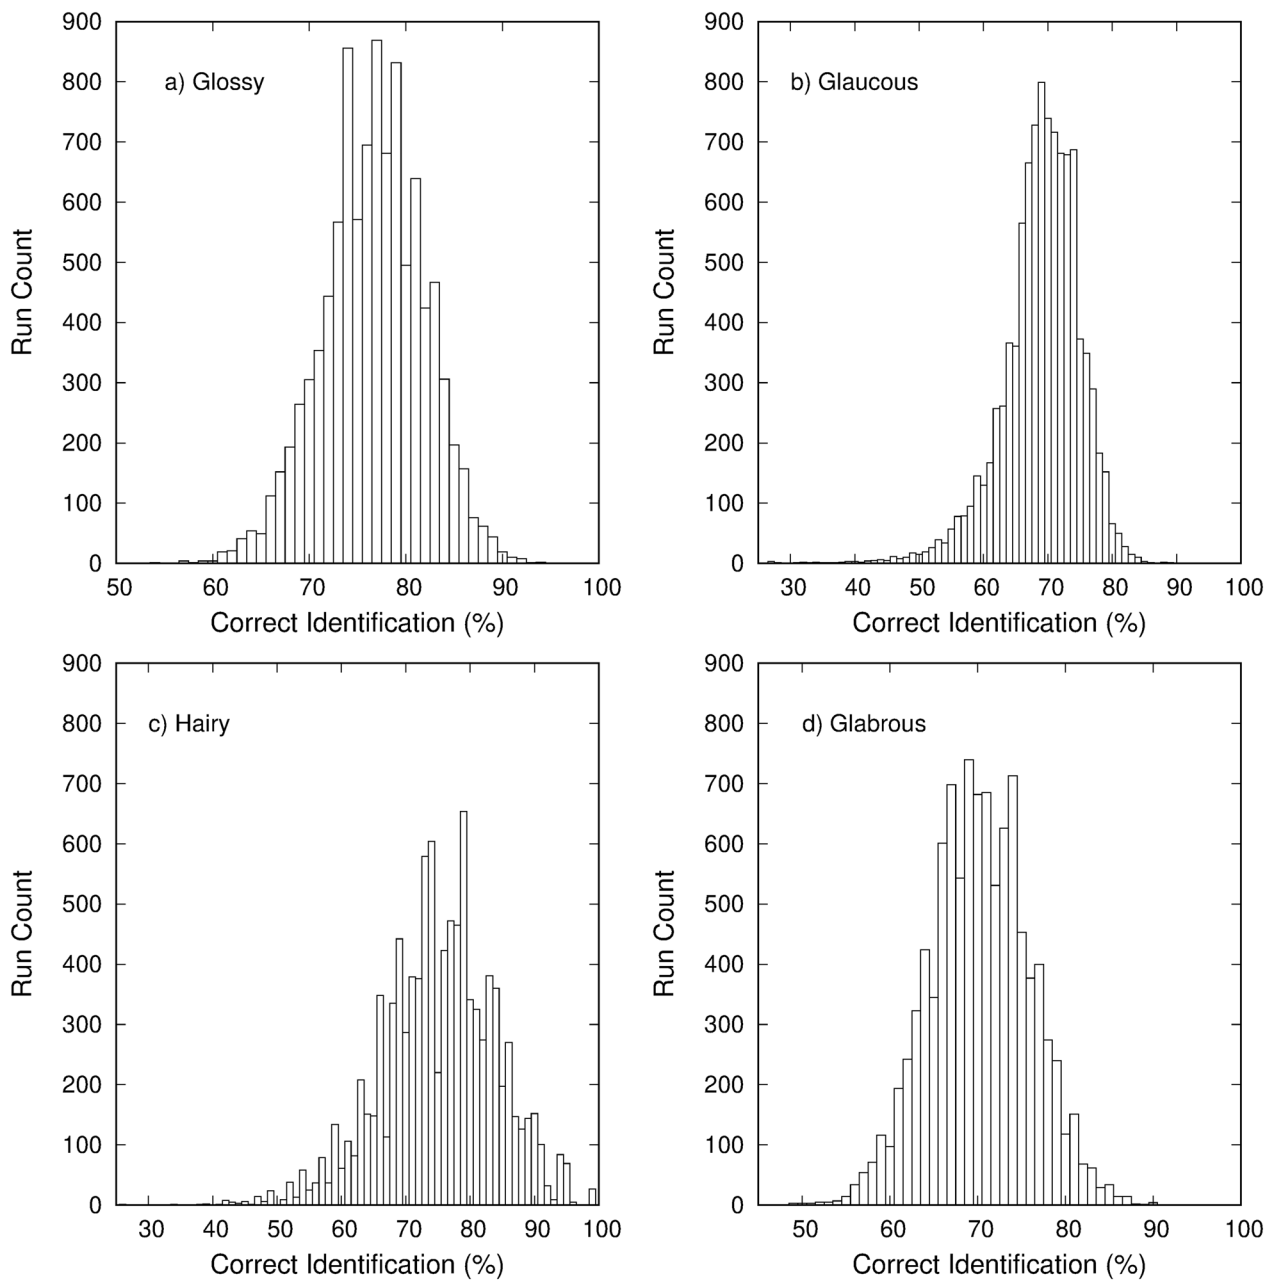 900
800
700
600
500
400
300
200
100
0
Run Count
a) Glossy
50 60 70 80 90 100
Correct Identification (%)
900
800
700
600
500
400
300
200
100
0
Run Count
b) Glaucous
30 40 50 60 70 80 90 100
Correct Identification (%)
900
800
700
600
500
400
300
200
100
0
Run Count
c) Hairy
30 40 50 60 70 80 90 100
Correct Identification (%)
900
800
700
600
500
400
300
200
100
0
Run Count
d) Glabrous
50 60 70 80 90 100
Correct Identification (%)